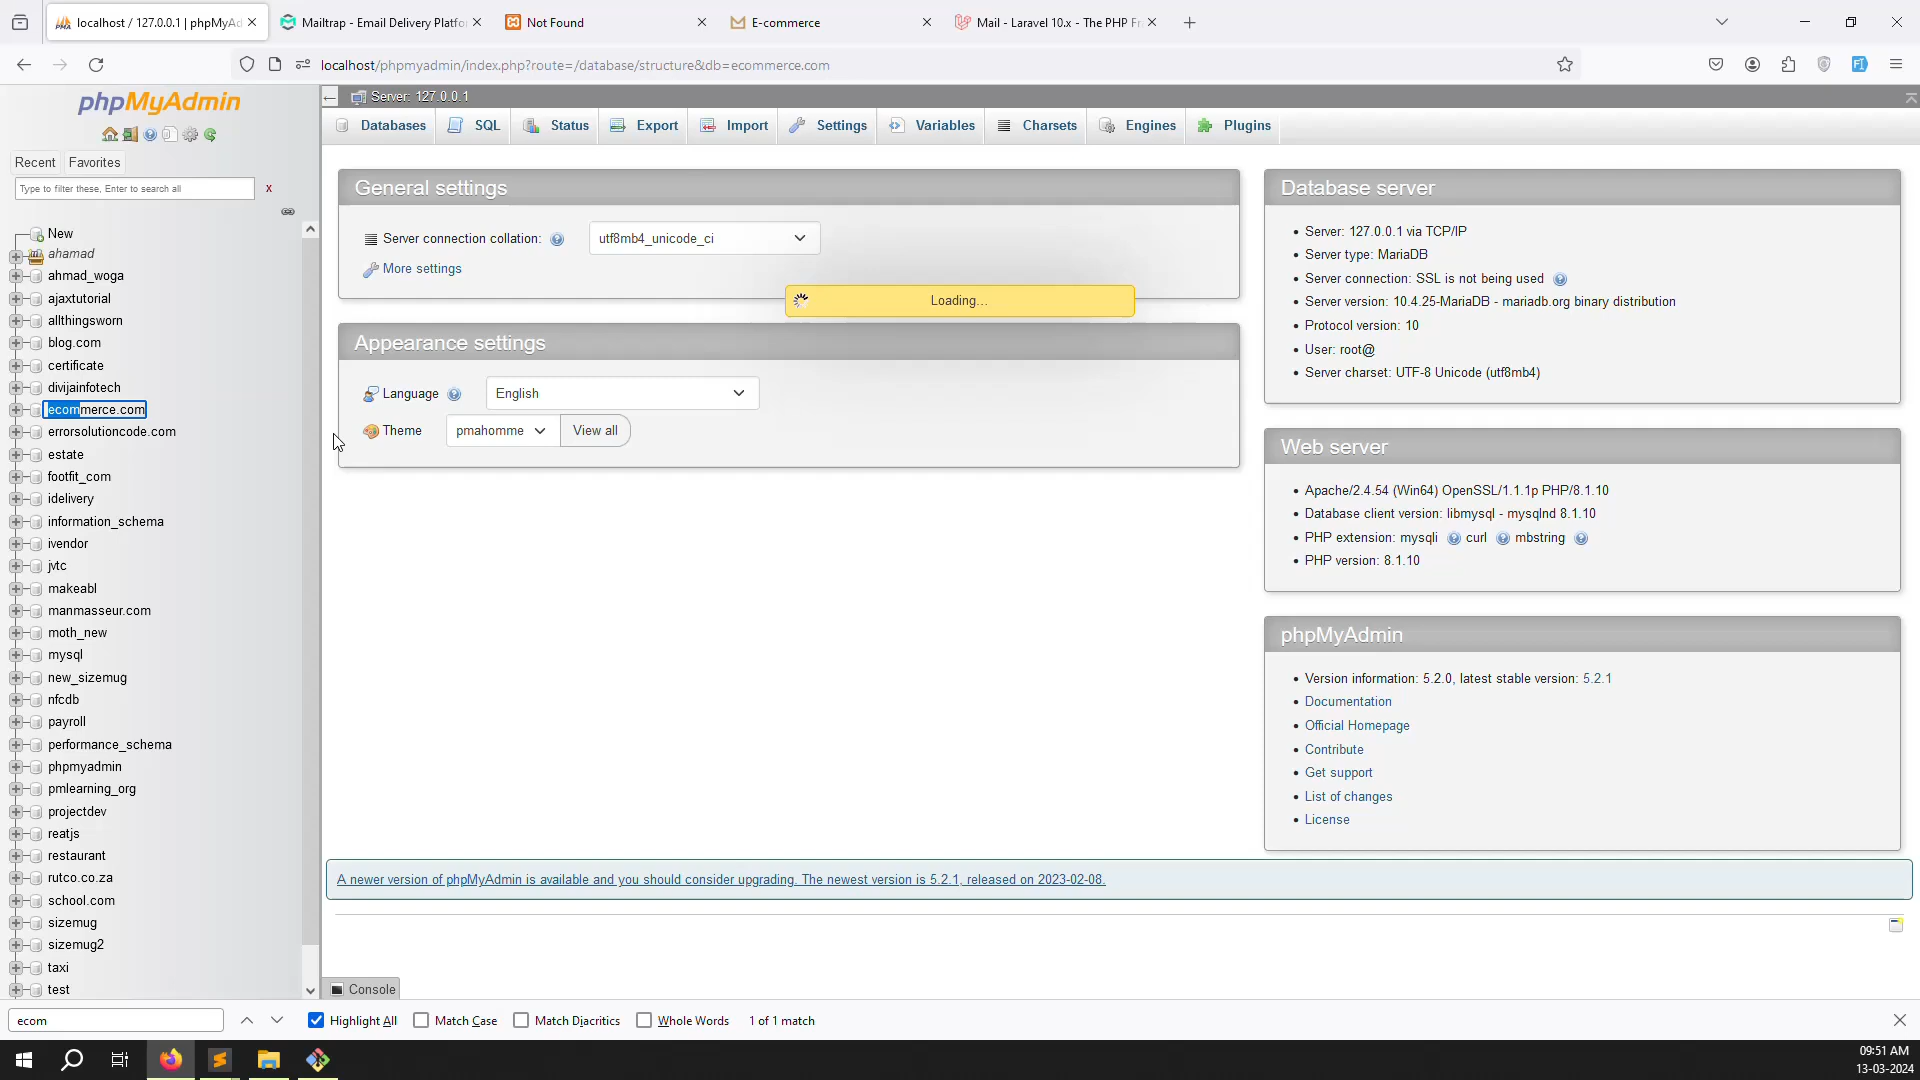 localhost / 127.0.0.1 | phpMyAd
Mailtrap - Email Delivery Platfo
Not Found
E-commerce
Mail - Laravel 10.x - The PHP Fr
localhost/phpmyadmin/index.php?route=/database/structure&db=ecommerce.com
phpMyAdmin
Recent
Favorites
Type to filter these, Enter to search all
x
New
ahamad
ahmad_woga
ajaxtutorial
allthingsworn
blog.com
certificate
divijainfotech
ecommerce.com
errorsolutioncode.com
estate
footfit_com
idelivery
information_schema
ivendor
jvtc
makeabl
manmasseur.com
moth_new
mysql
new_sizemug
nfcdb
payroll
performance_schema
phpmyadmin
pmlearning_org
projectdev
reatjs
restaurant
rutco.co.za
school.com
sizemug
sizemug2
taxi
test
Server: 127.0.0.1
Databases
SQL
Status
Export
Import
Settings
Variables
Charsets
Engines
Plugins
General settings
Server connection collation:
utf8mb4_unicode_ci
More settings
Loading…
Appearance settings
Language
English
Theme
pmahomme
View all
Database server
Server: 127.0.0.1 via TCP/IP
Server type: MariaDB
Server connection: SSL is not being used
Server version: 10.4.25-MariaDB - mariadb.org binary distribution
Protocol version: 10
User: root@
Server charset: UTF-8 Unicode (utf8mb4)
Web server
Apache/2.4.54 (Win64) OpenSSL/1.1.1p PHP/8.1.10
Database client version: libmysql - mysqlnd 8.1.10
PHP extension: mysqli curl mbstring
PHP version: 8.1.10
phpMyAdmin
Version information: 5.2.0, latest stable version: 5.2.1
Documentation
Official Homepage
Contribute
Get support
List of changes
License
A newer version of phpMyAdmin is available and you should consider upgrading. The newest version is 5.2.1, released on 2023-02-08.
Console
ecom
Highlight All
Match Case
Match Diacritics
Whole Words
1 of 1 match
09:51 AM
13-03-2024